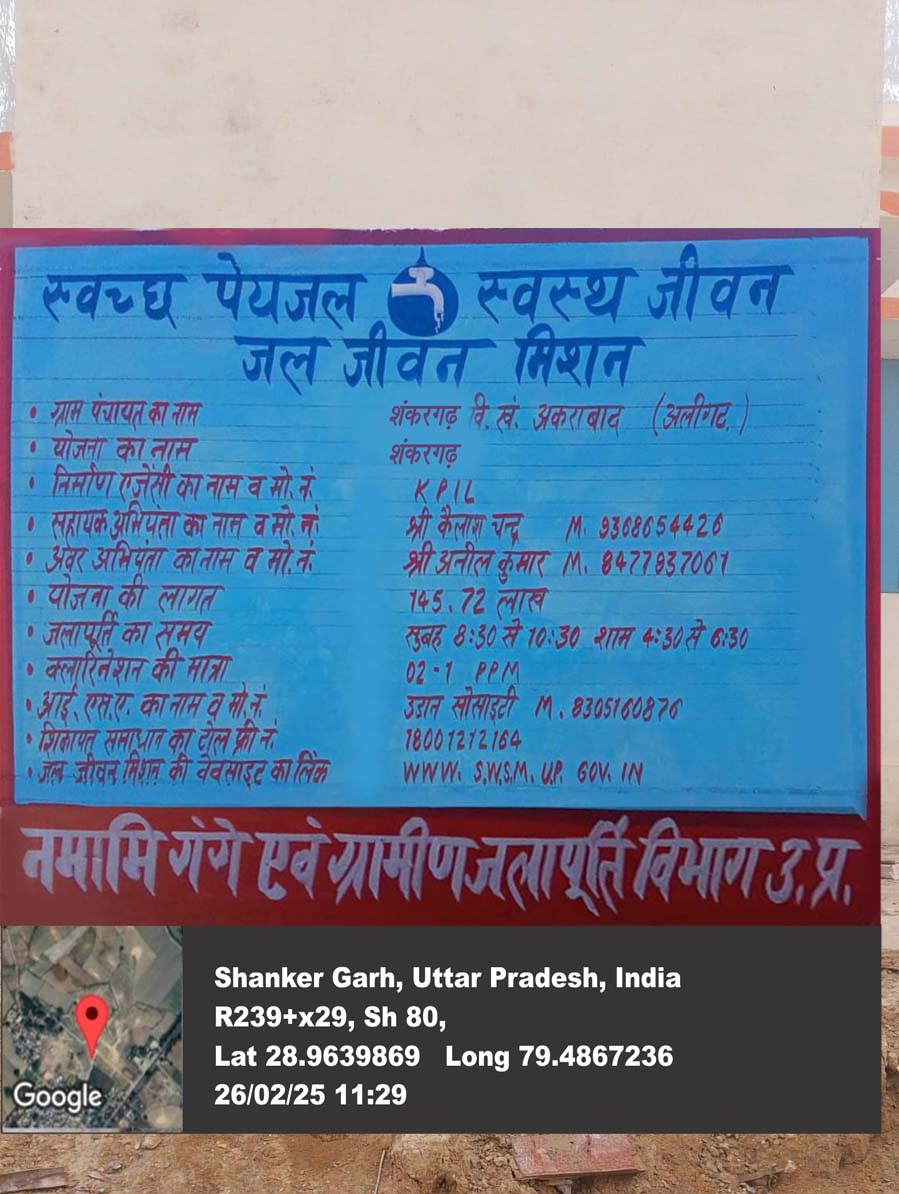 स्वच्छ पेयजल स्वस्थ जीवन
जल जीवन मिशन
• ग्राम पंचायत का नाम शंकरगढ़ वि.खं. अकराबाद (अलीगढ़)
• योजना का नाम शंकरगढ़
• निर्माण एजेंसी का नाम व मो. नं. KPIL
• सहायक अभियंता का नाम व मो. नं. श्री कैलाश चन्द्र M. 9368654426
• अवर अभियंता का नाम व मो. नं. श्री अनील कुमार M. 8477937061
• योजना की लागत 145.72 लाख
• जलापूर्ति का समय सुबह 8:30 से 10:30 शाम 4:30 से 6:30
• क्लारिनेशन की मात्रा 02-1 PPM
• आई. एस.ए. का नाम व मो. नं. उडान सोसाइटी M. 8305160876
• शिकायत समाधान का टोल फ्री नं. 18001212164
• जल जीवन मिशन की वेबसाइट का लिंक WWW. S.W.S.M. U.P. GOV. IN
नमामि गंगे एवं ग्रामीण जलापूर्ति विभाग उ.प्र.
Google
Shanker Garh, Uttar Pradesh, India
R239+x29, Sh 80,
Lat 28.9639869 Long 79.4867236
26/02/25 11:29